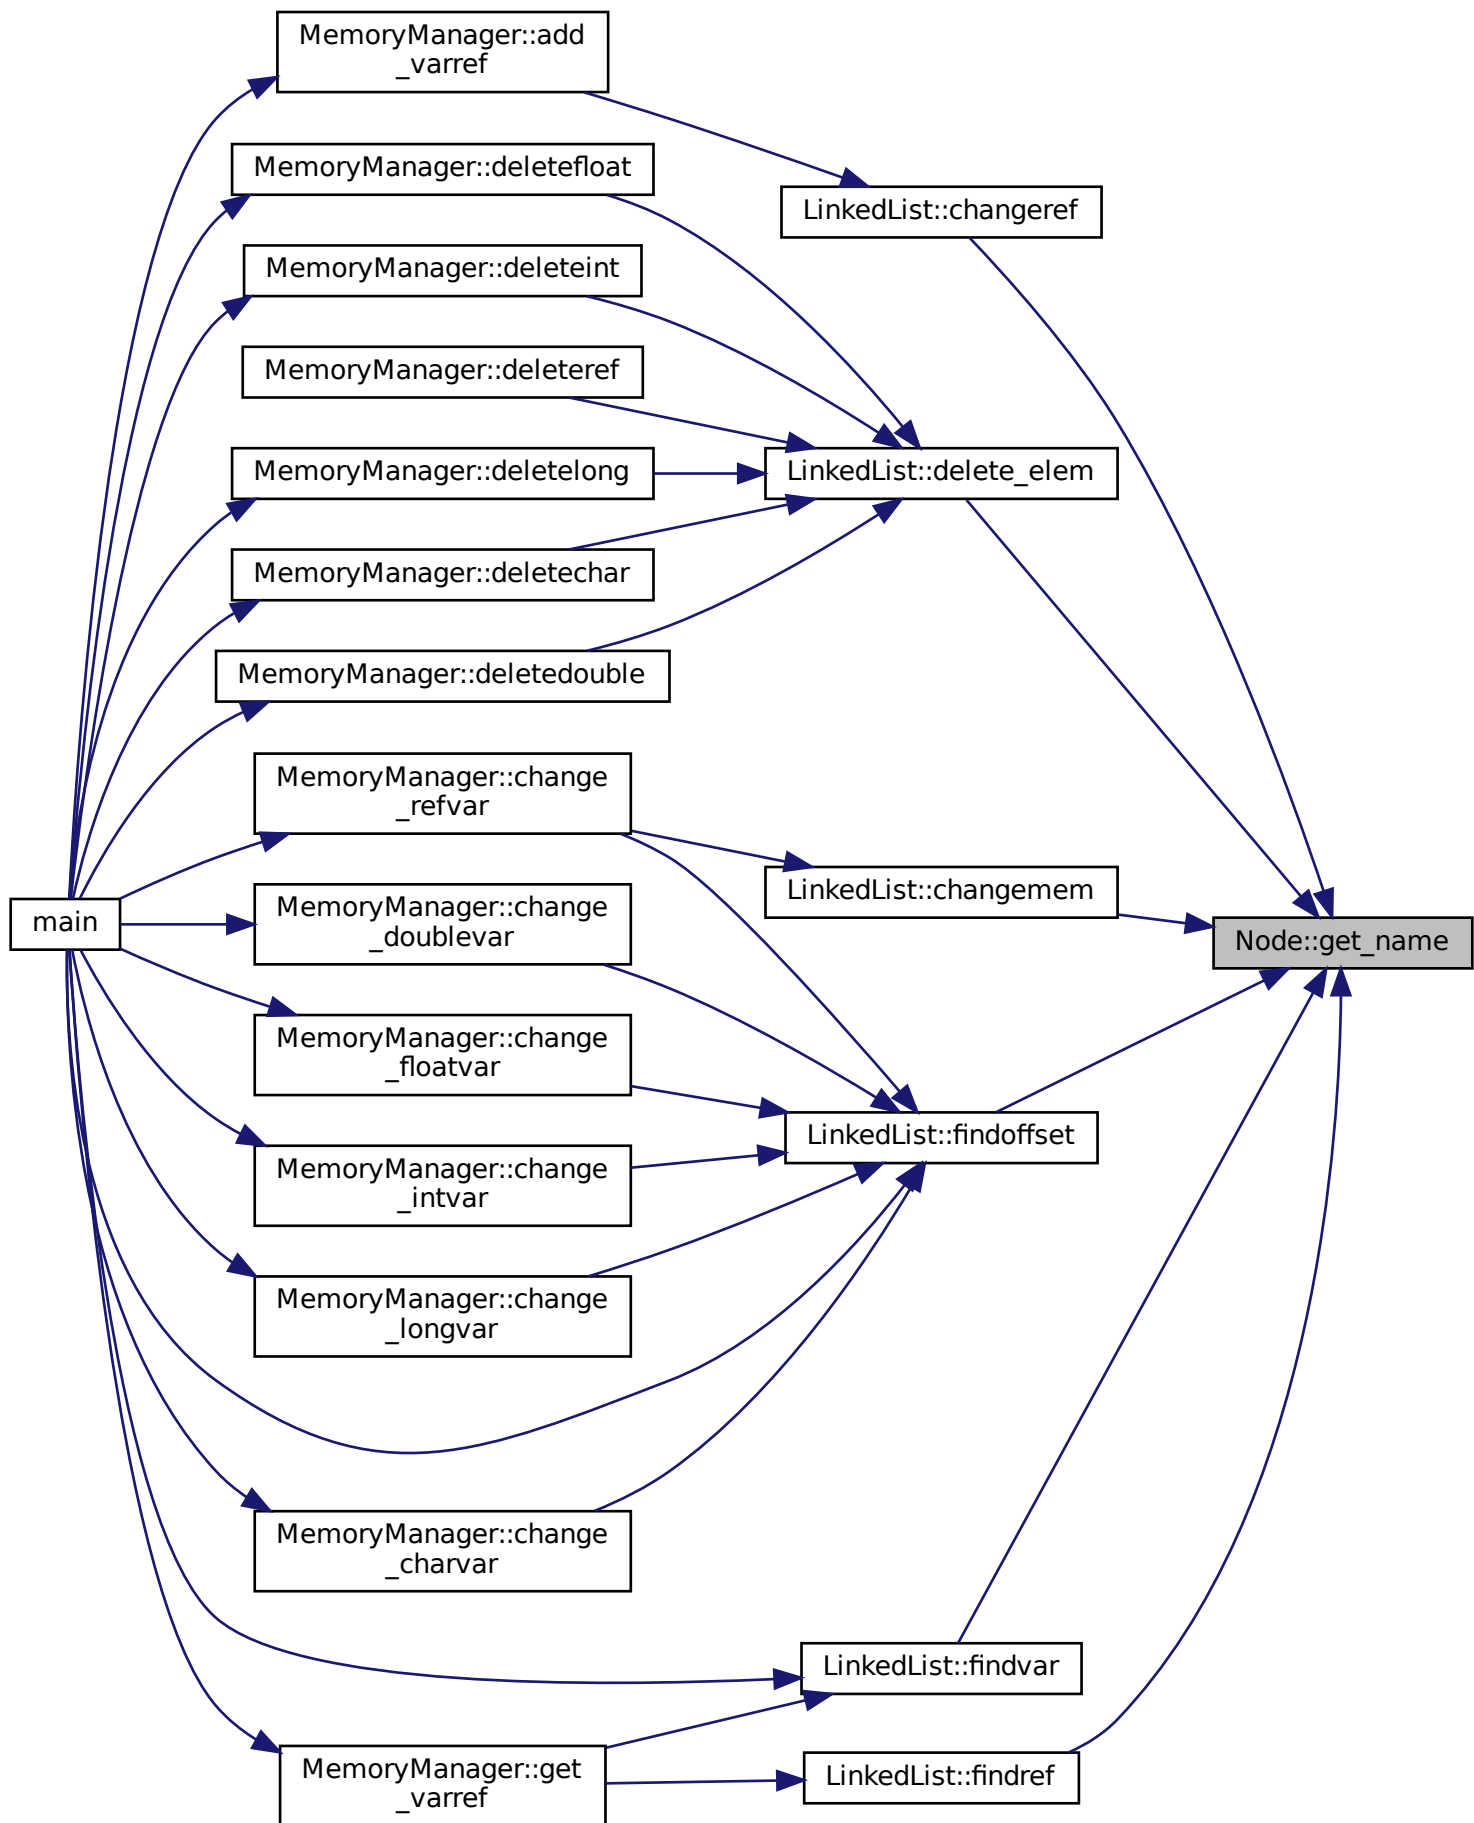 MemoryManager::add
_varref
MemoryManager::deletefloat
LinkedList::changeref
MemoryManager::deleteint
MemoryManager::deleteref
MemoryManager::deletelong
LinkedList::delete_elem
MemoryManager::deletechar
MemoryManager::deletedouble
MemoryManager::change
_refvar
LinkedList::changemem
main
MemoryManager::change
_doublevar
Node::get_name
MemoryManager::change
_floatvar
LinkedList::findoffset
MemoryManager::change
_intvar
MemoryManager::change
_longvar
MemoryManager::change
_charvar
LinkedList::findvar
MemoryManager::get
_varref
LinkedList::findref